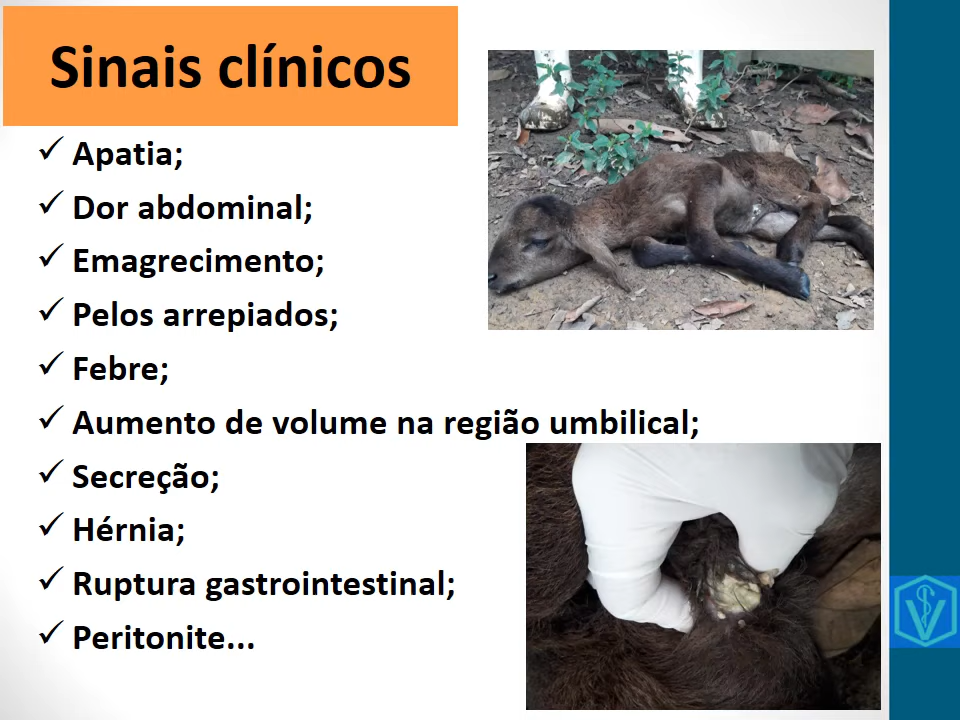 Sinais clínicos
✓ Apatia;
✓ Dor abdominal;
✓ Emagrecimento;
✓ Pelos arrepiados;
✓ Febre;
✓ Aumento de volume na região umbilical;
✓ Secreção;
✓ Hérnia;
✓ Ruptura gastrointestinal;
✓ Peritonite...
V